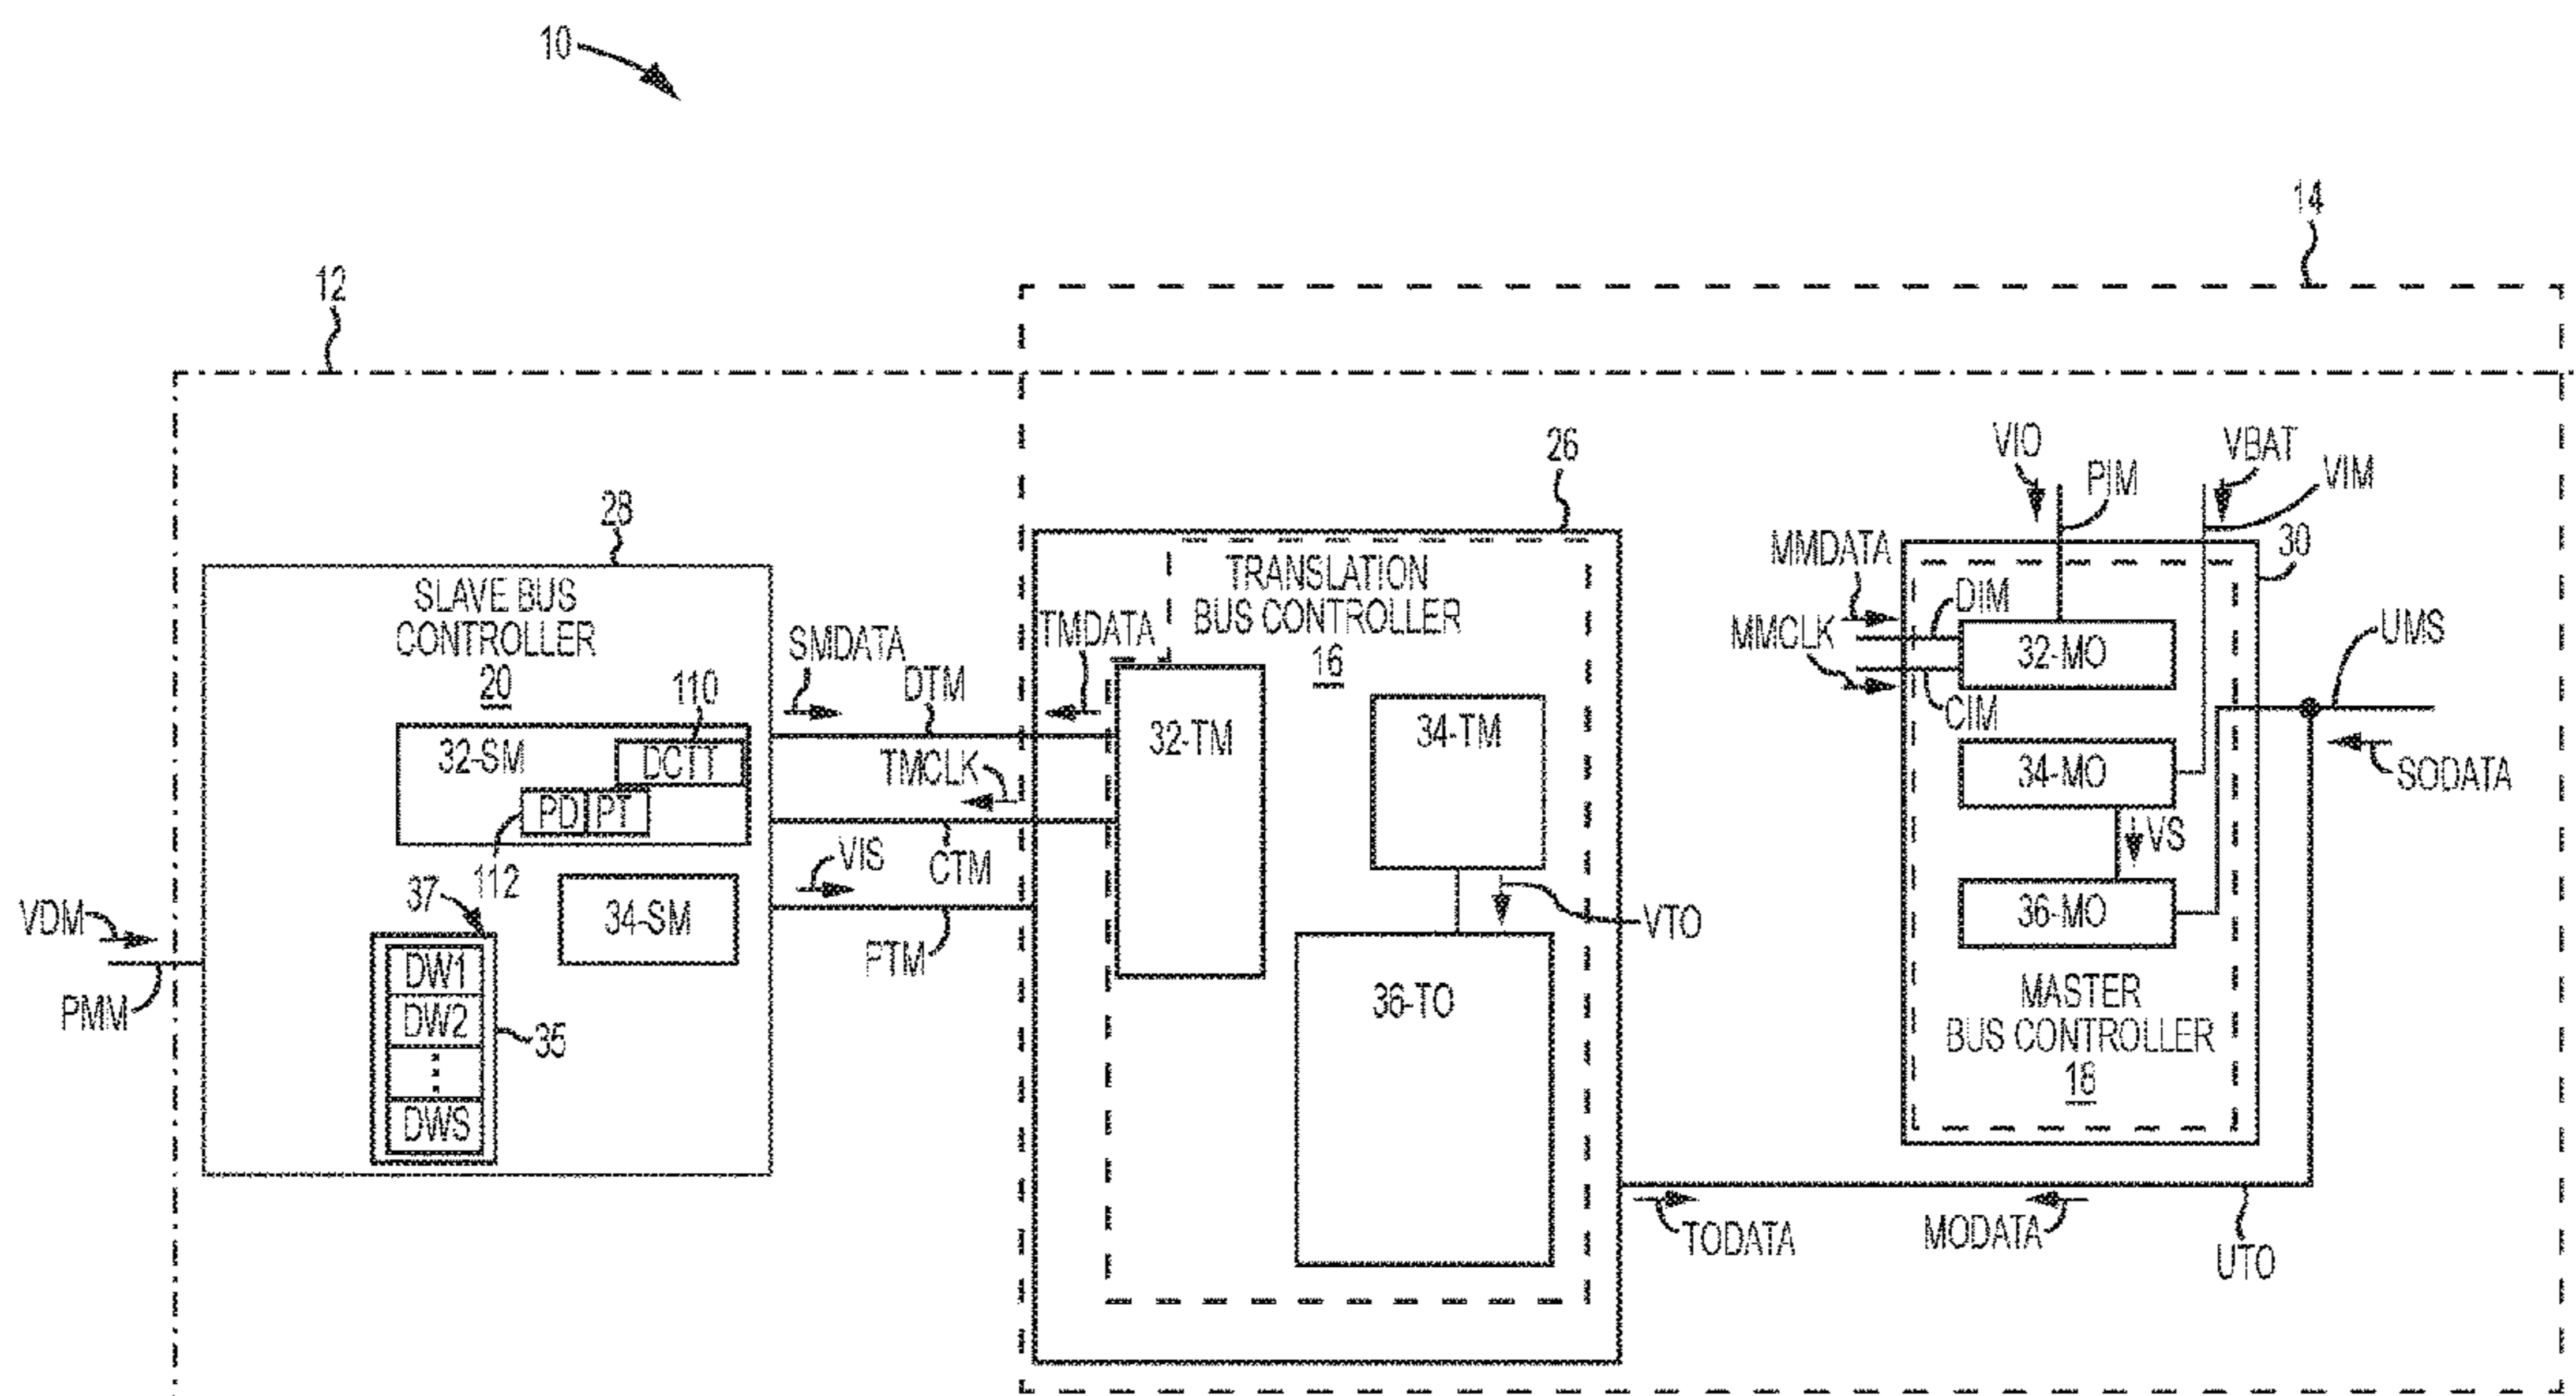 10
14
12
26
VIO
VBAT
PIM
VIM
28
30
MMDATA
SLAVE BUS
CONTROLLER
20
TRANSLATION
BUS CONTROLLER
16
DIM
SMDATA
TMDATA
MMCLK
UMS
32-MO
110
DTM
CIM
32-SM
DCTT
32-TM
34-TM
TMCLK
34-MO
SODATA
PD
PT
112
VIS
CTM
VS
37
34-SM
VTO
36-MO
VDM
PTM
DW1
PMM
DW2
35
36-TO
MASTER
BUS CONTROLLER
18
DWS
TODATA
MODATA
UTO